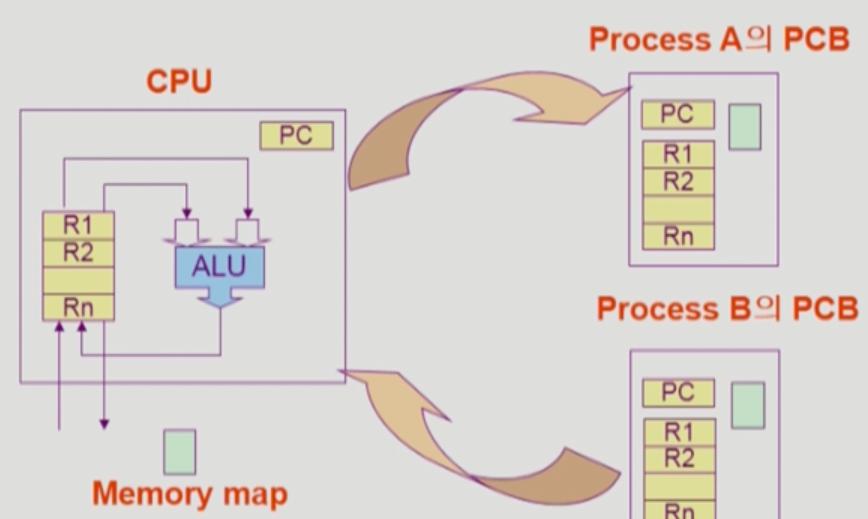 Process A의 PCB
CPU
PC
PC
R1
R2
Rn
R1
R2
ALU
Rn
Process B의 PCB
PC
R1
R2
Rn
Memory map